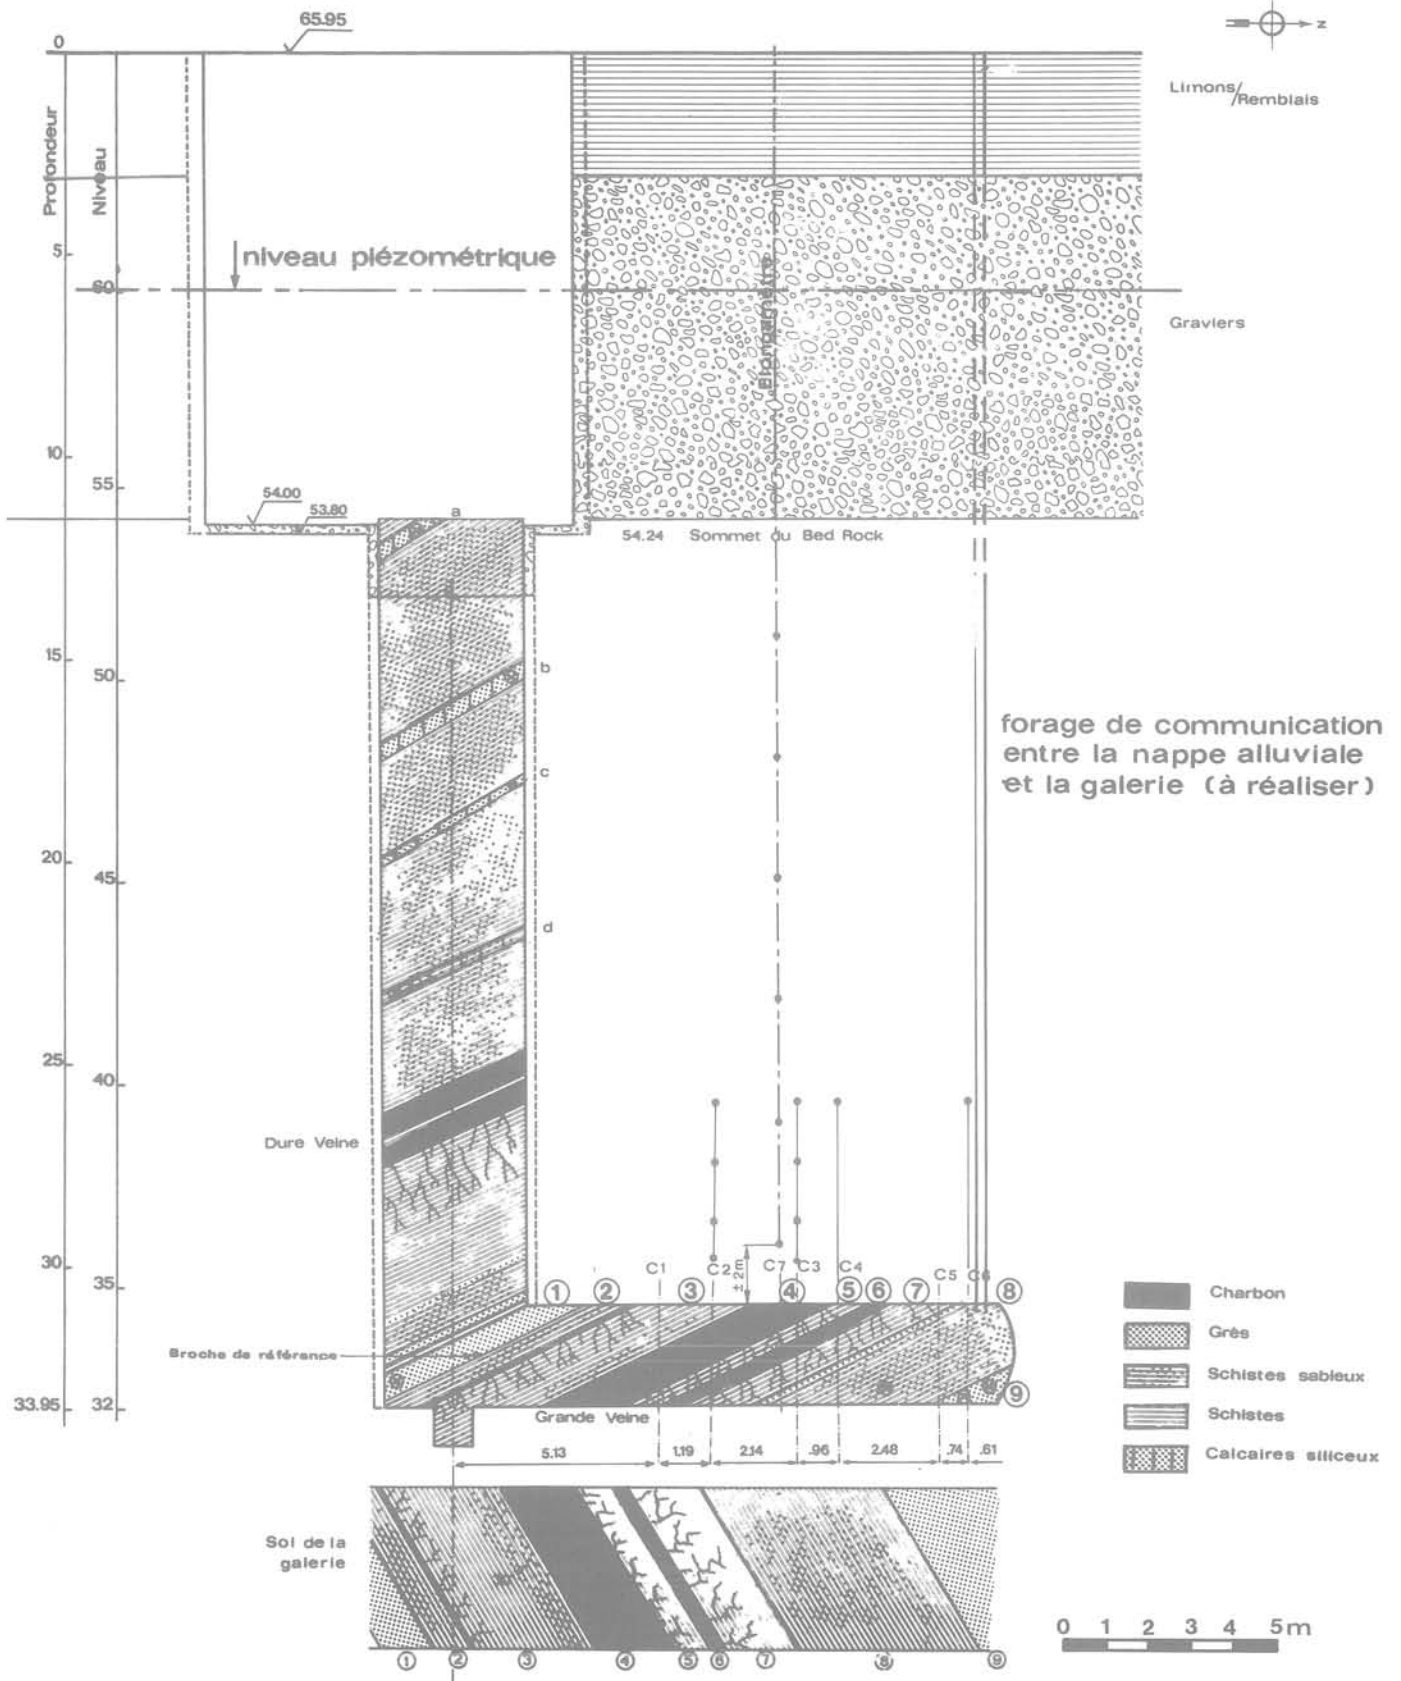 65.95
z
0
Limons/
Remblais
Profondeur
Niveau
5
niveau piézométrique
60
Elongamètre
Graviers
10
55
54.00
53.80
a
54.24 Sommet du Bed Rock
15
50
b
forage de communication
entre la nappe alluviale
et la galerie (à réaliser)
c
20
45
d
25
40
Dure Veine
30
35
C1
C2
±2m
C7
C3
C4
C5
C6
1
2
3
4
5
6
7
8
Broche de référence
9
33.95
32
Grande Veine
Charbon
Grès
Schistes sableux
Schistes
Calcaires siliceux
5.13
1.19
2.14
.96
2.48
.74
.61
Sol de la
galerie
1
2
3
4
5
6
7
8
9
0 1 2 3 4 5m